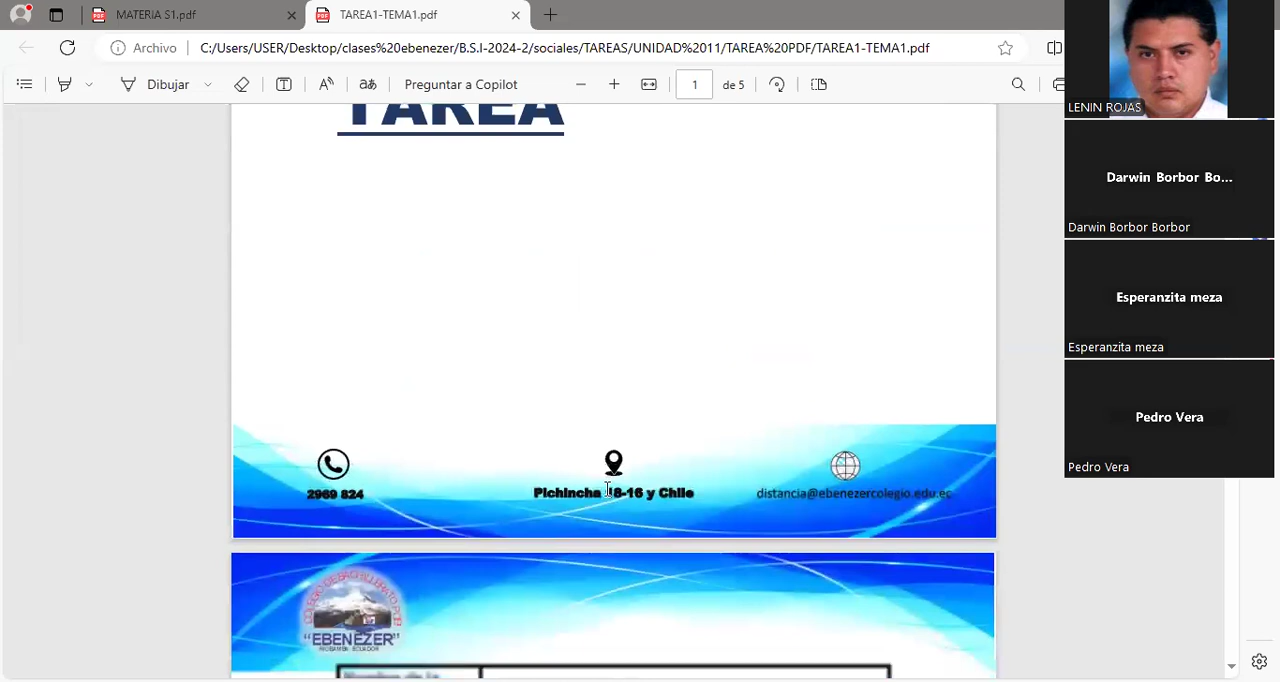 MATERIA S1.pdf
TAREA1-TEMA1.pdf
Archivo
C:/Users/USER/Desktop/clases%20ebenezer/B.S.I-2024-2/sociales/TAREAS/UNIDAD%2011/TAREA%20PDF/TAREA1-TEMA1.pdf
Dibujar
Preguntar a Copilot
1
de 5
TAREA
2969 824
Pichincha 18-16 y Chile
distancia@ebenezercolegio.edu.ec
"EBENEZER"
RIOBAMBA ECUADOR
LENIN ROJAS
Darwin Borbor Bo...
Darwin Borbor Borbor
Esperanzita meza
Esperanzita meza
Pedro Vera
Pedro Vera